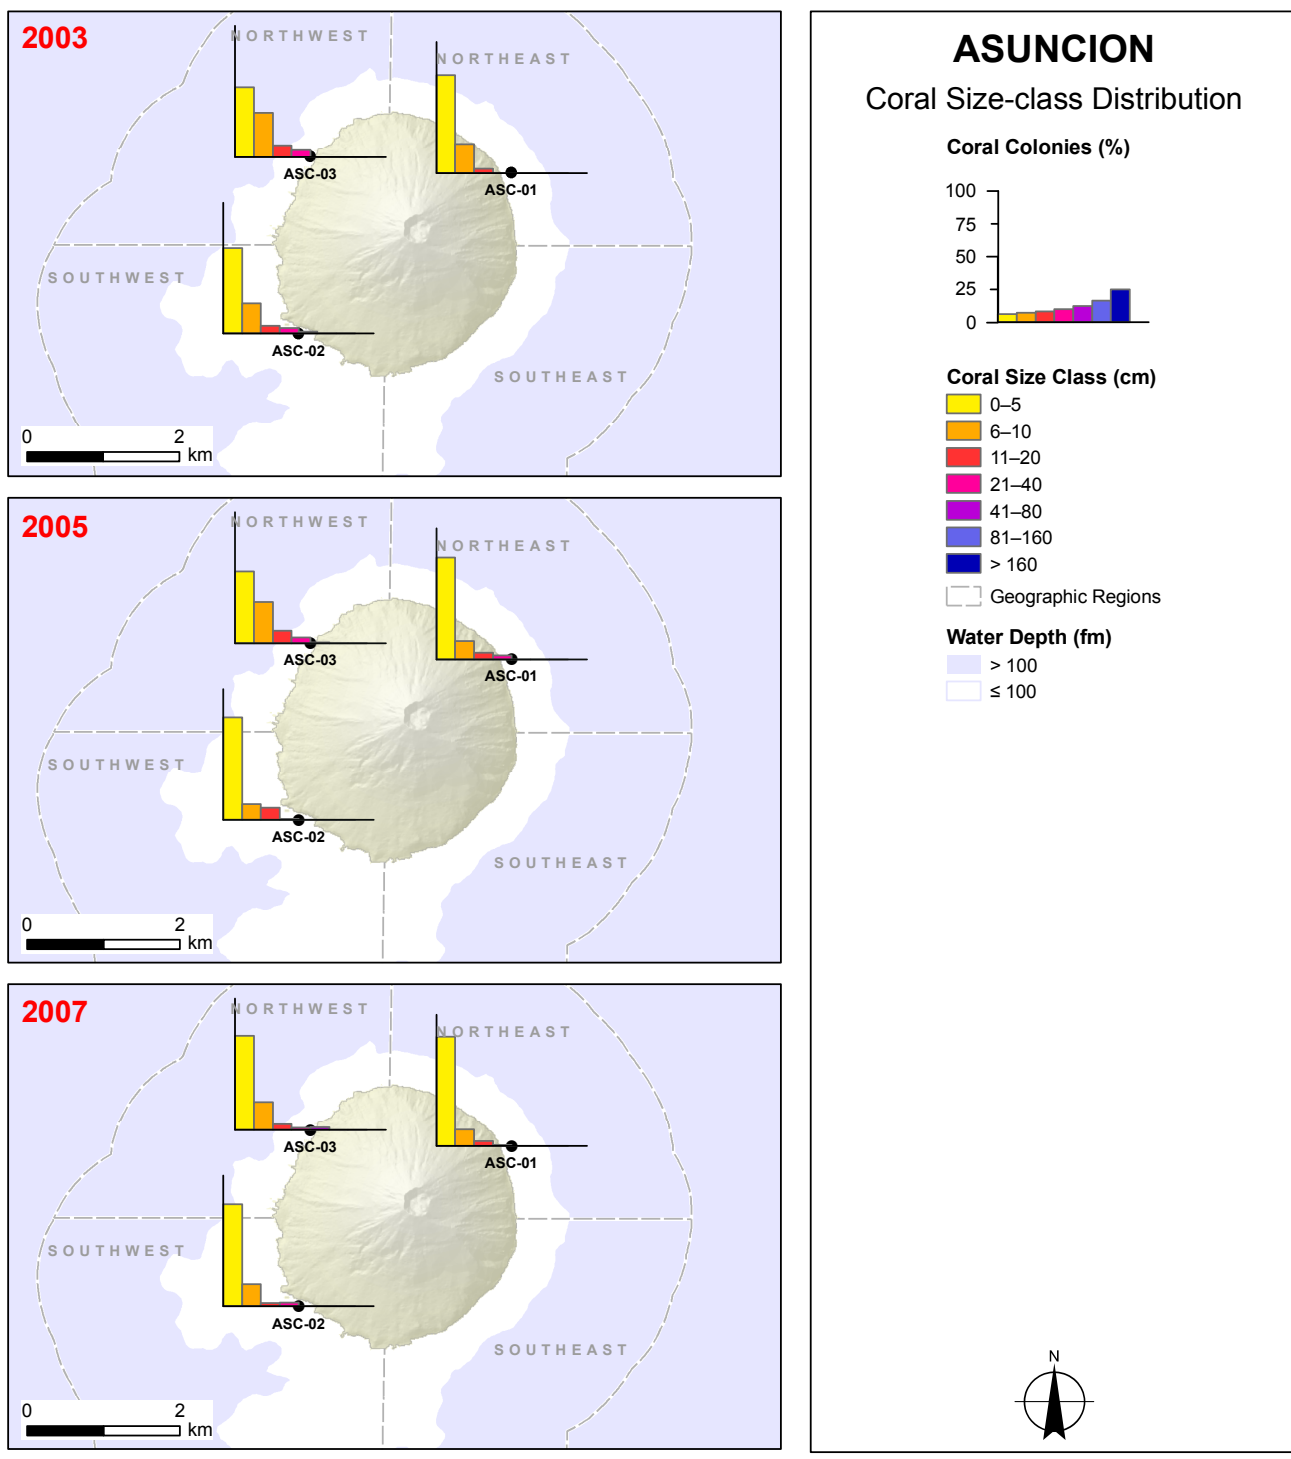 2003
NORTHWEST
NORTHEAST
ASC-03
ASC-01
SOUTHWEST
ASC-02
SOUTHEAST
0 2
km
2005
NORTHWEST
NORTHEAST
ASC-03
ASC-01
SOUTHWEST
ASC-02
SOUTHEAST
0 2
km
2007
NORTHWEST
NORTHEAST
ASC-03
ASC-01
SOUTHWEST
ASC-02
SOUTHEAST
0 2
km
ASUNCION
Coral Size-class Distribution
Coral Colonies (%)
100
75
50
25
0
Coral Size Class (cm)
0–5
6–10
11–20
21–40
41–80
81–160
> 160
Geographic Regions
Water Depth (fm)
> 100
≤ 100
N